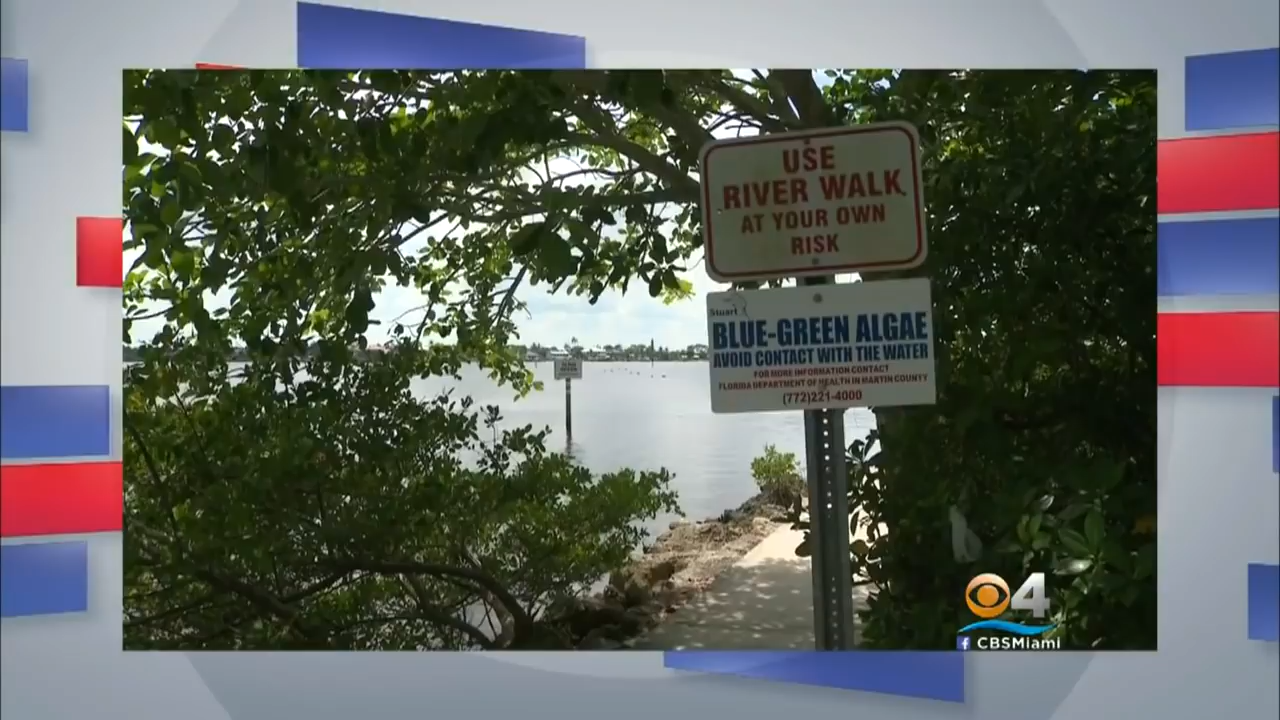 USE
RIVER WALK
AT YOUR OWN
RISK
Stuart
BLUE-GREEN ALGAE
AVOID CONTACT WITH THE WATER
FOR MORE INFORMATION CONTACT
FLORIDA DEPARTMENT OF HEALTH IN MARTIN COUNTY
(772)221-4000
4
f CBSMiami